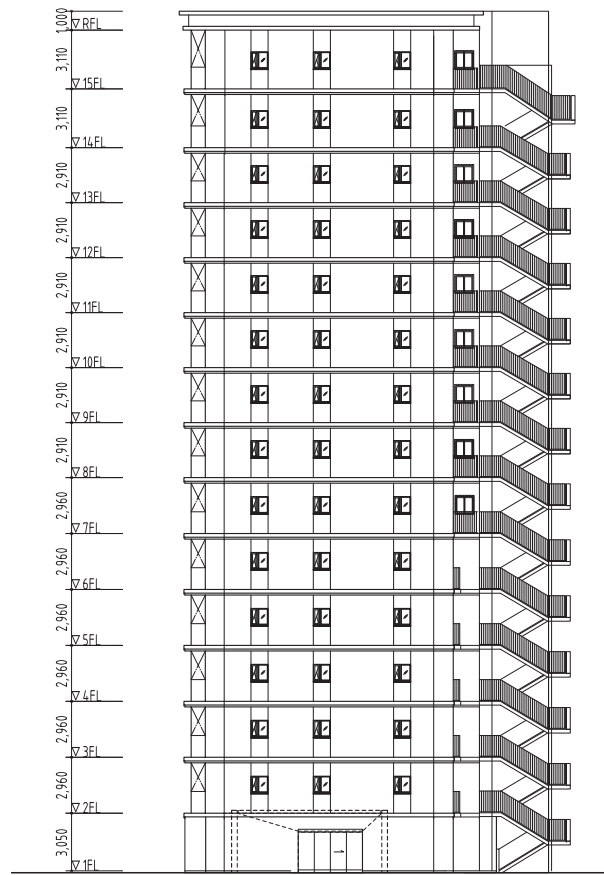 1,000
▽ RFL
3,110
▽ 15FL
3,110
▽ 14FL
2,910
▽ 13FL
2,910
▽ 12FL
2,910
▽ 11FL
2,910
▽ 10FL
2,910
▽ 9FL
2,910
▽ 8FL
2,960
▽ 7FL
2,960
▽ 6FL
2,960
▽ 5FL
2,960
▽ 4FL
2,960
▽ 3FL
2,960
▽ 2FL
3,050
▽ 1FL